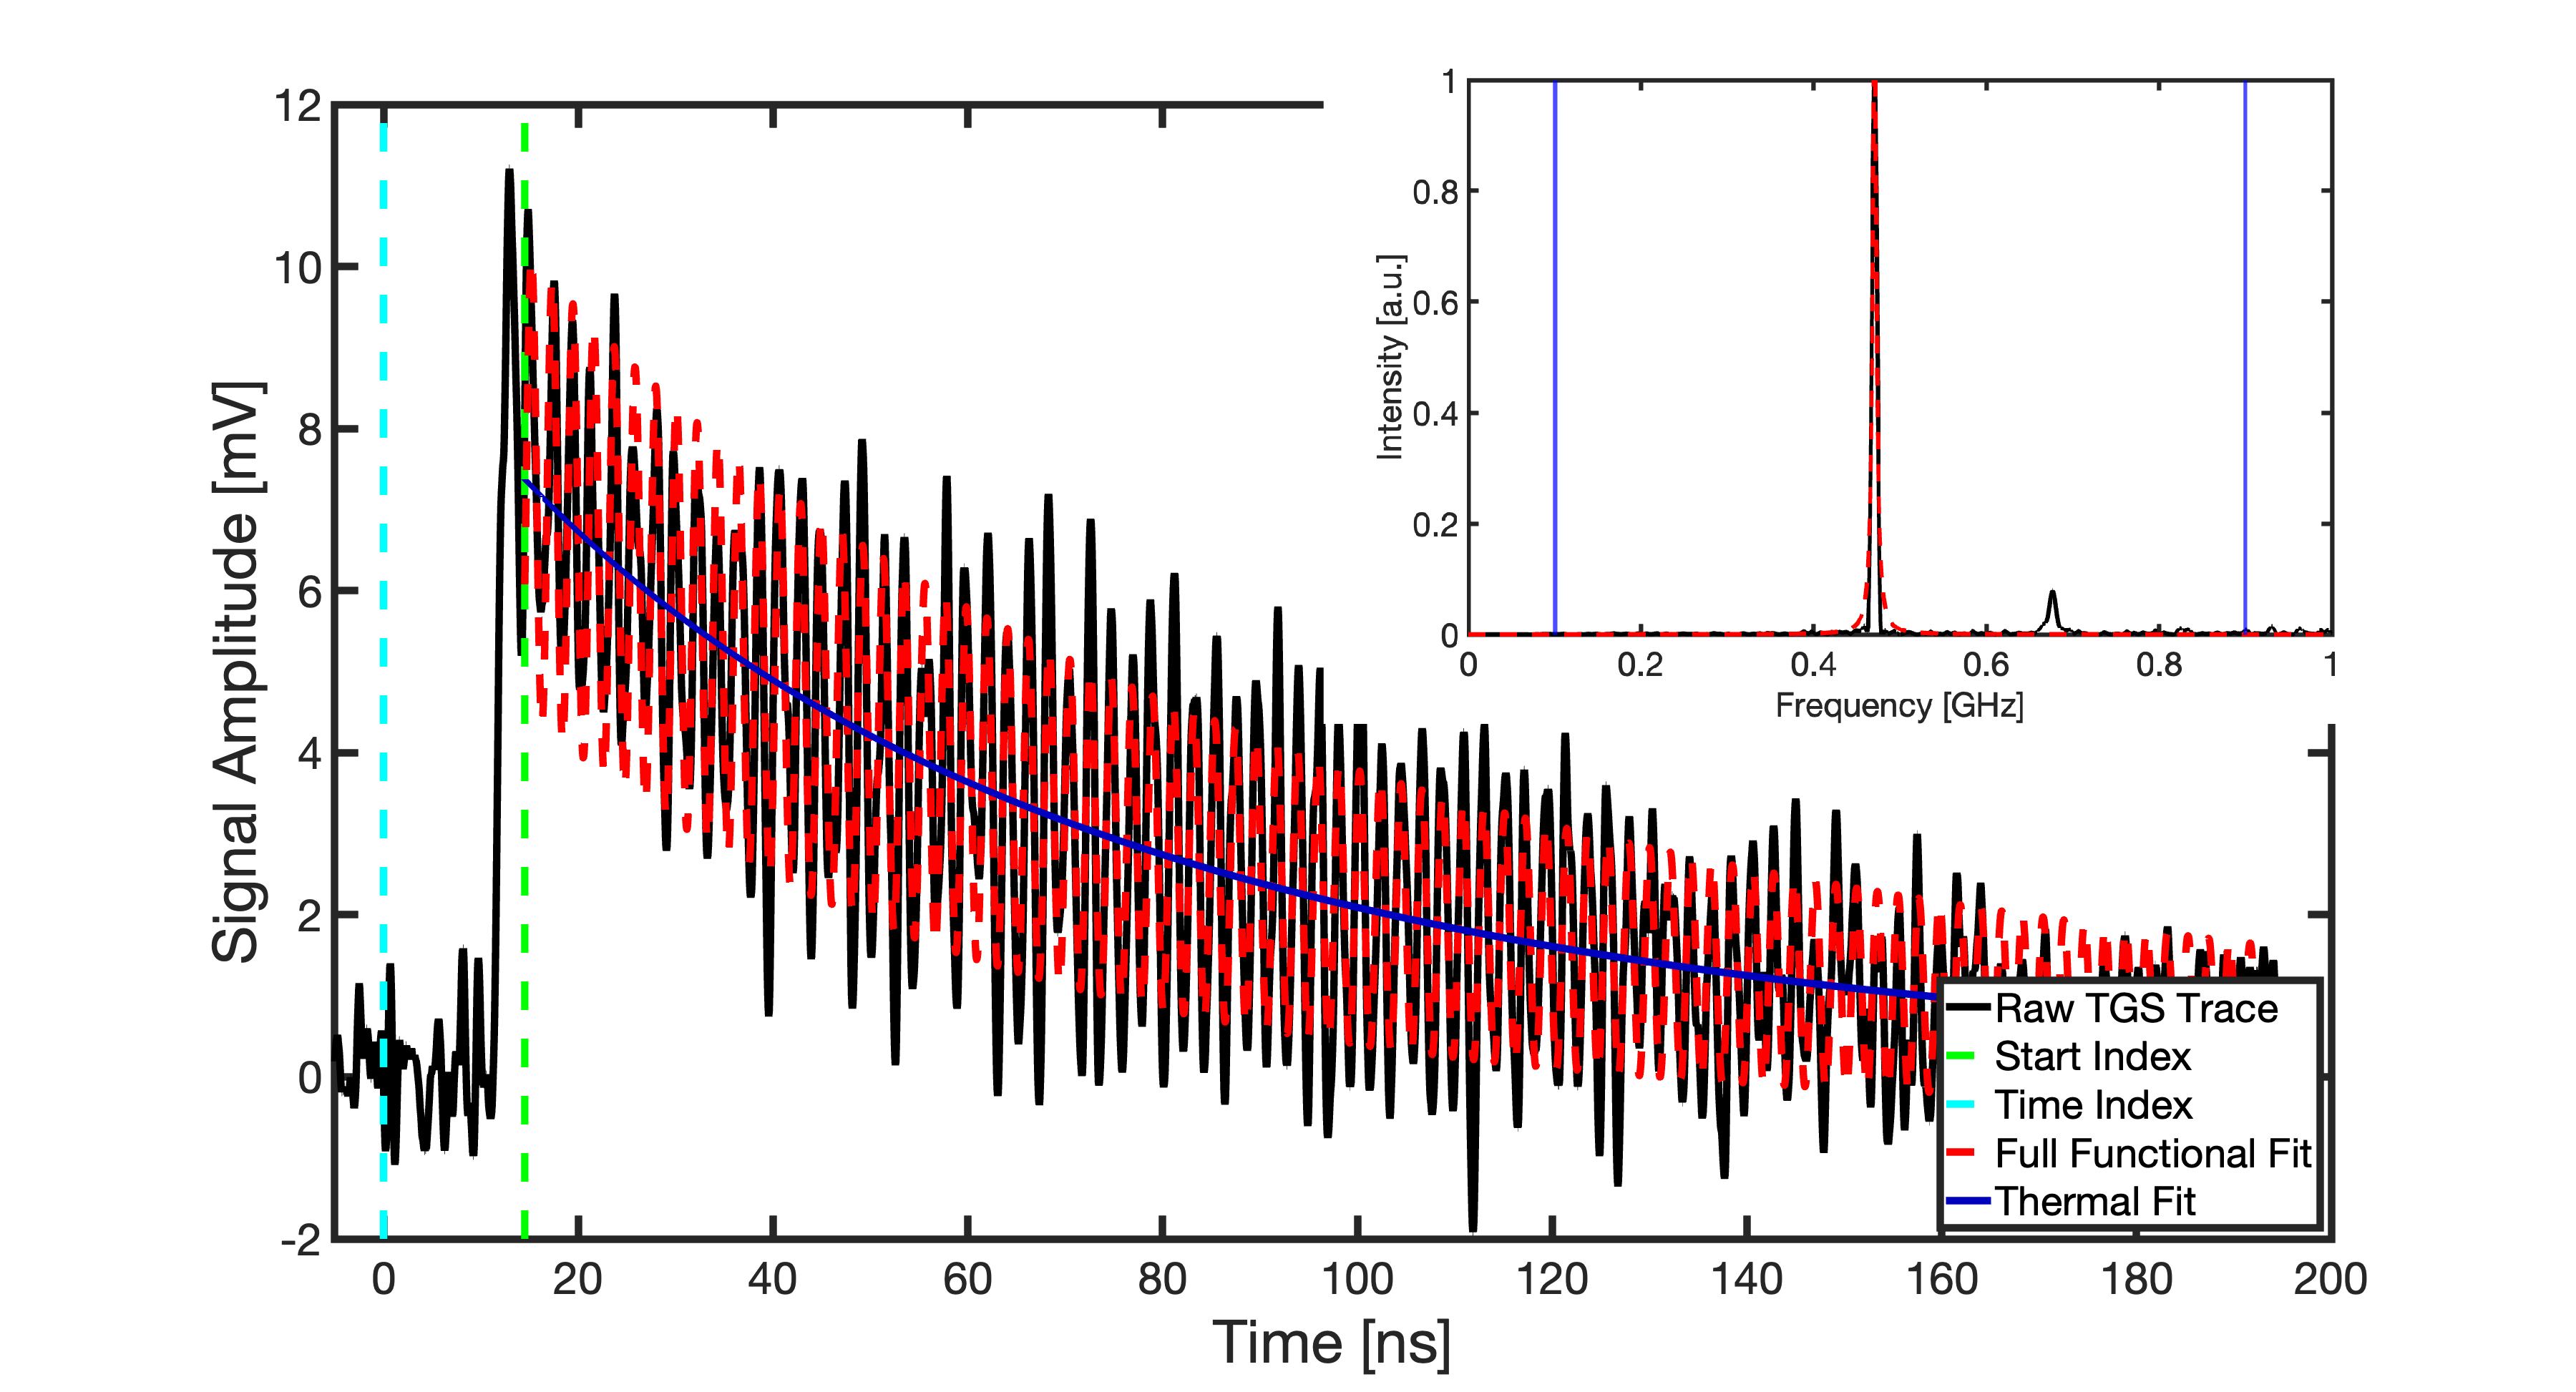 12
10
8
6
4
2
0
-2
Signal Amplitude [mV]
0 20 40 60 80 100 120 140 160 180 200
Time [ns]
1
0.8
0.6
0.4
0.2
0
Intensity [a.u.]
0 0.2 0.4 0.6 0.8 1
Frequency [GHz]
Raw TGS Trace
Start Index
Time Index
Full Functional Fit
Thermal Fit